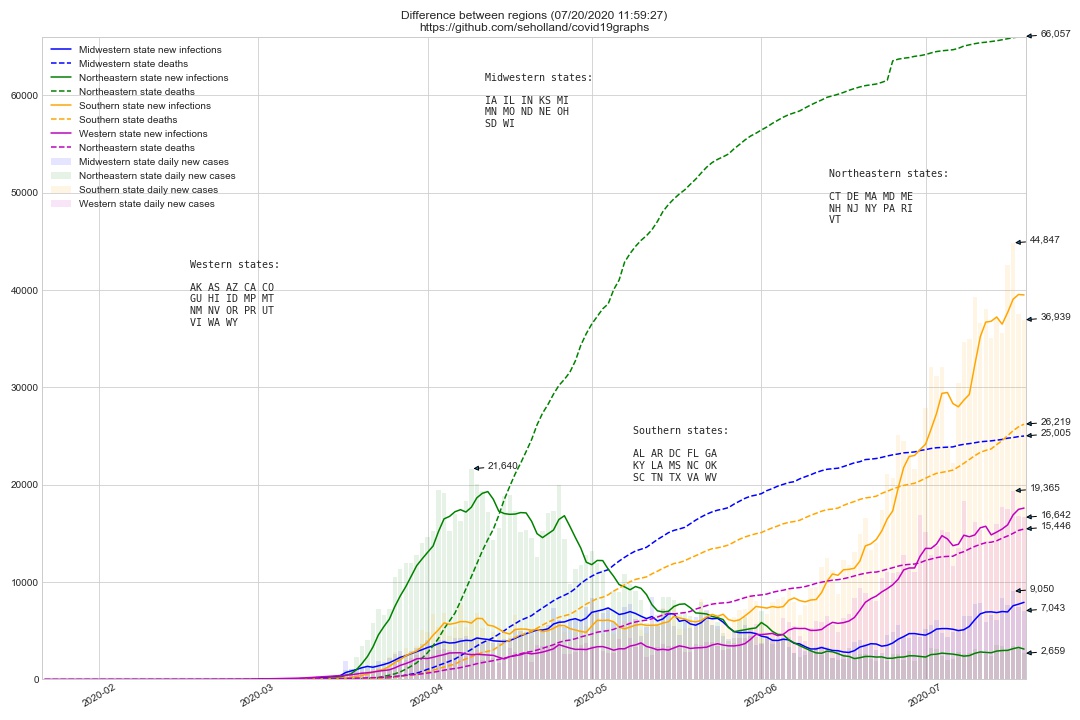 Difference between regions (07/20/2020 11:59:27)
https://github.com/seholland/covid19graphs
Midwestern state new infections
Midwestern state deaths
Northeastern state new infections
Northeastern state deaths
Southern state new infections
Southern state deaths
Western state new infections
Northeastern state deaths
Midwestern state daily new cases
Northeastern state daily new cases
Southern state daily new cases
Western state daily new cases
Midwestern states:
IA IL IN KS MI
MN MO ND NE OH
SD WI
Northeastern states:
CT DE MA MD ME
NH NJ NY PA RI
VT
Western states:
AK AS AZ CA CO
GU HI ID MP MT
NM NV OR PR UT
VI WA WY
Southern states:
AL AR DC FL GA
KY LA MS NC OK
SC TN TX VA WV
66,057
44,847
36,939
26,219
25,005
21,640
19,365
16,642
15,446
9,050
7,043
2,659
60000
50000
40000
30000
20000
10000
0
2020-02
2020-03
2020-04
2020-05
2020-06
2020-07